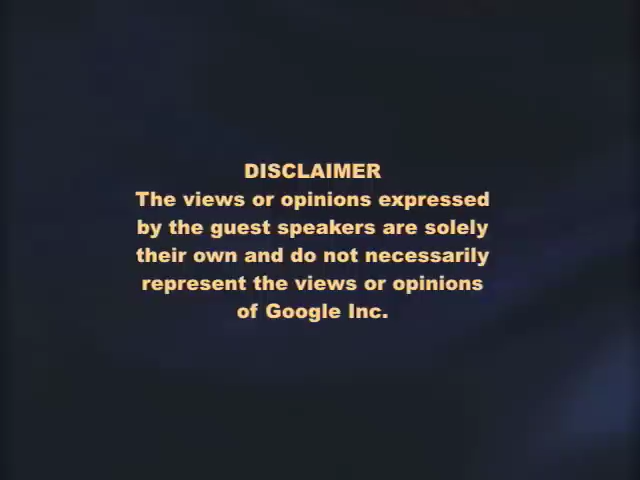 DISCLAIMER
The views or opinions expressed
by the guest speakers are solely
their own and do not necessarily
represent the views or opinions
of Google Inc.